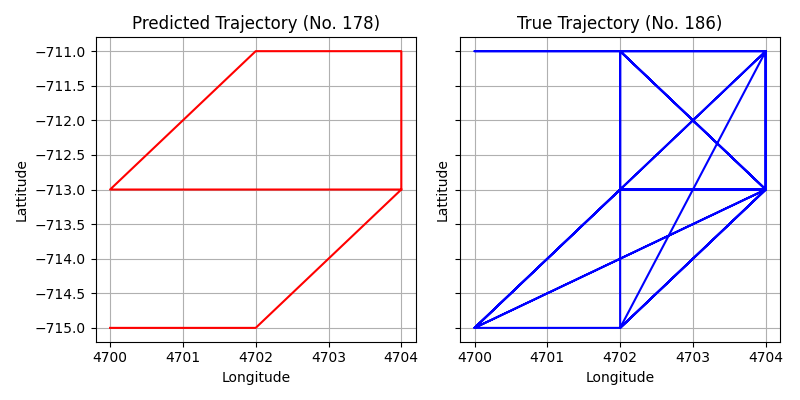 Predicted Trajectory (No. 178)
True Trajectory (No. 186)
−711.0
−711.5
−712.0
−712.5
−713.0
−713.5
−714.0
−714.5
−715.0
Lattitude
Lattitude
4700 4701 4702 4703 4704
4700 4701 4702 4703 4704
Longitude
Longitude